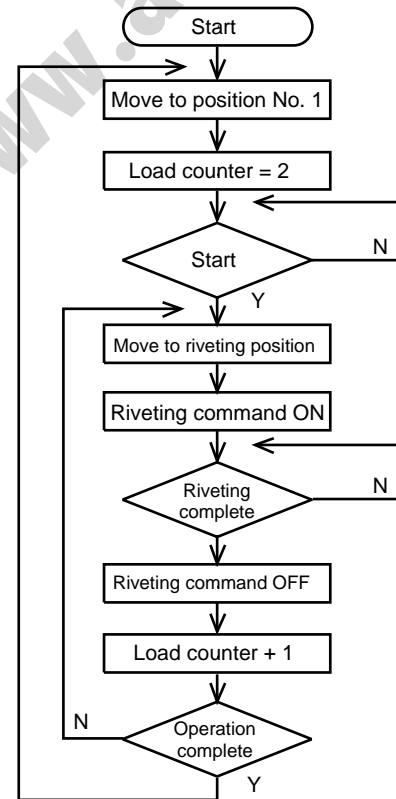 Start
Move to position No. 1
Load counter = 2
Start
N
Y
Move to riveting position
Riveting command ON
Riveting
complete
N
Riveting command OFF
Load counter + 1
Operation
complete
N
Y
www.a